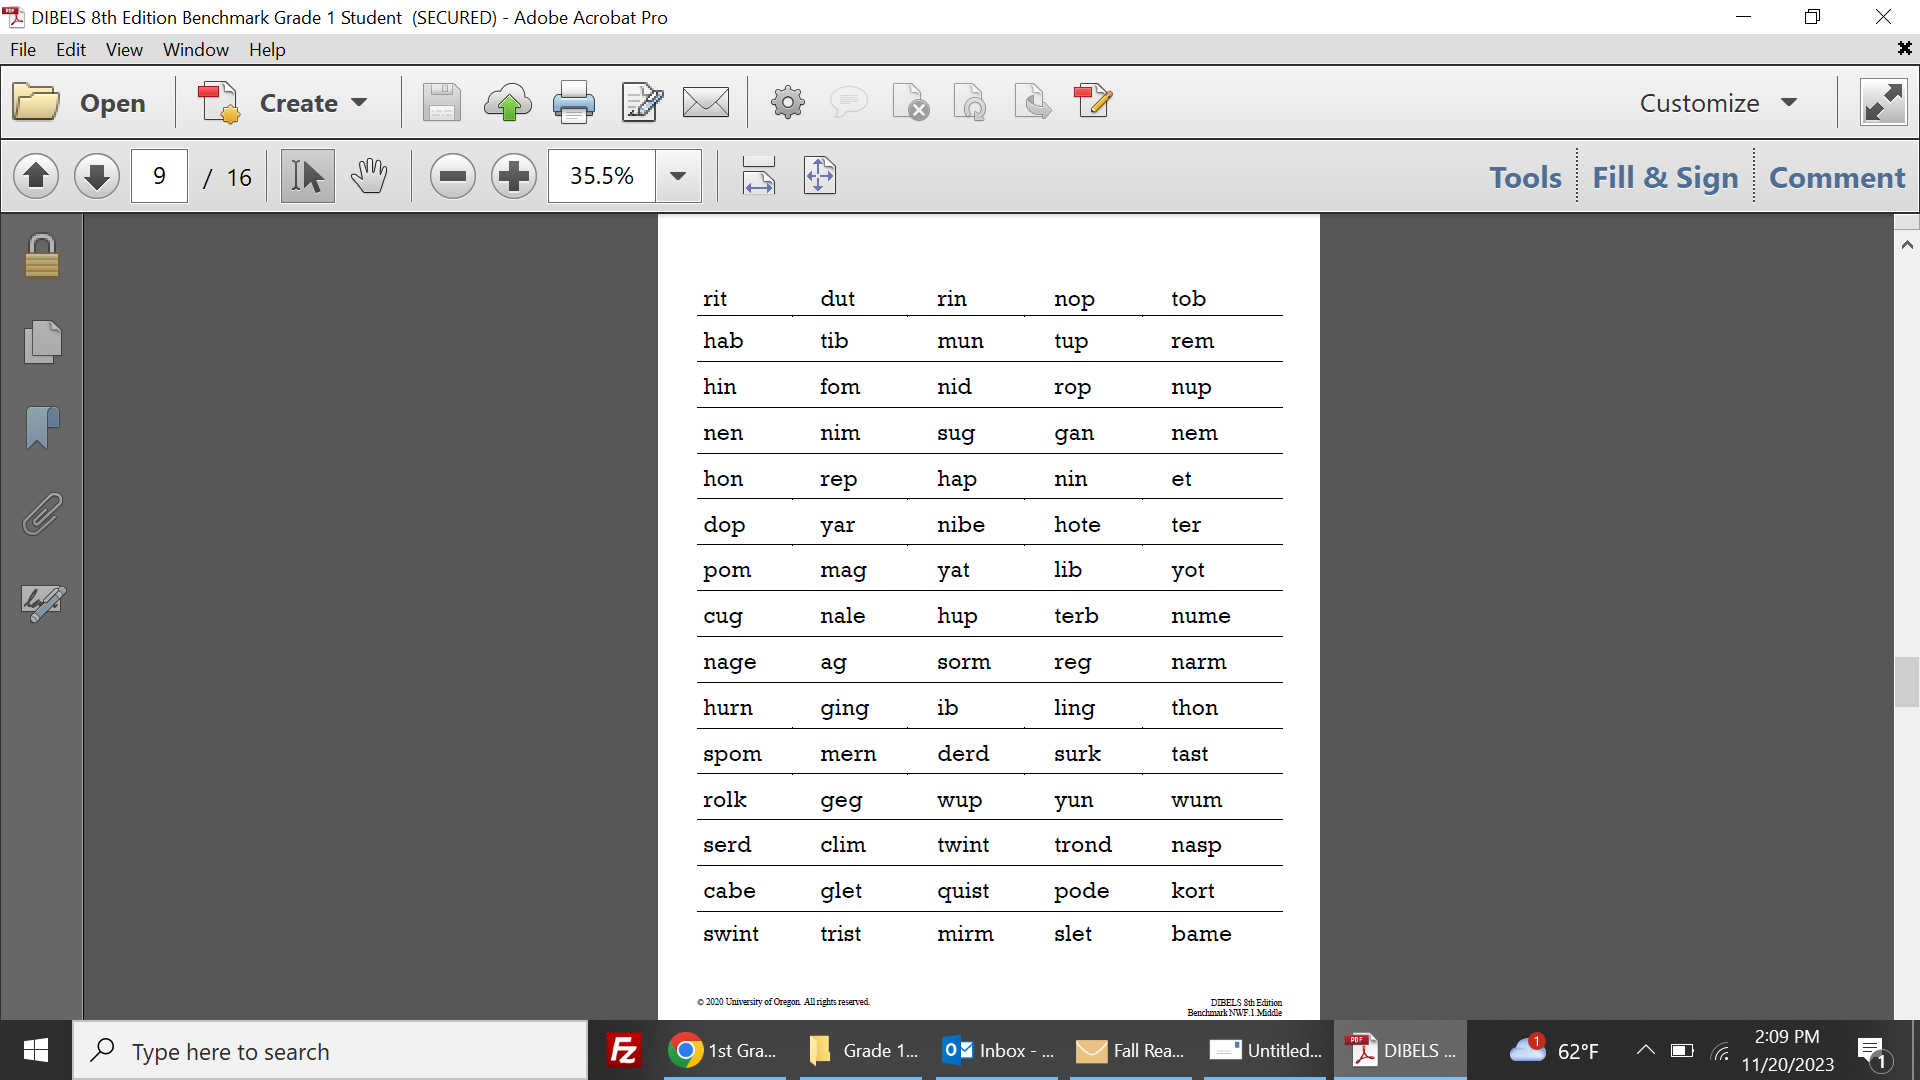 DIBELS 8th Edition Benchmark Grade 1 Student (SECURED) - Adobe Acrobat Pro
File Edit View Window Help
Open Create Customize
9 / 16 35.5% Tools Fill & Sign Comment
rit dut rin nop tob
hab tib mun tup rem
hin fom nid rop nup
nen nim sug gan nem
hon rep hap nin et
dop yar nibe hote ter
pom mag yat lib yot
cug nale hup terb nume
nage ag sorm reg narm
hurn ging ib ling thon
spom mern derd surk tast
rolk geg wup yun wum
serd clim twint trond nasp
cabe glet quist pode kort
swint trist mirm slet bame
© 2020 University of Oregon. All rights reserved. DIBELS 8th Edition
Benchmark NWF.1.Middle
Type here to search 1st Gra... Grade 1... Inbox - ... Fall Rea... Untitled... DIBELS ... 1 62°F 2:09 PM
11/20/2023 1